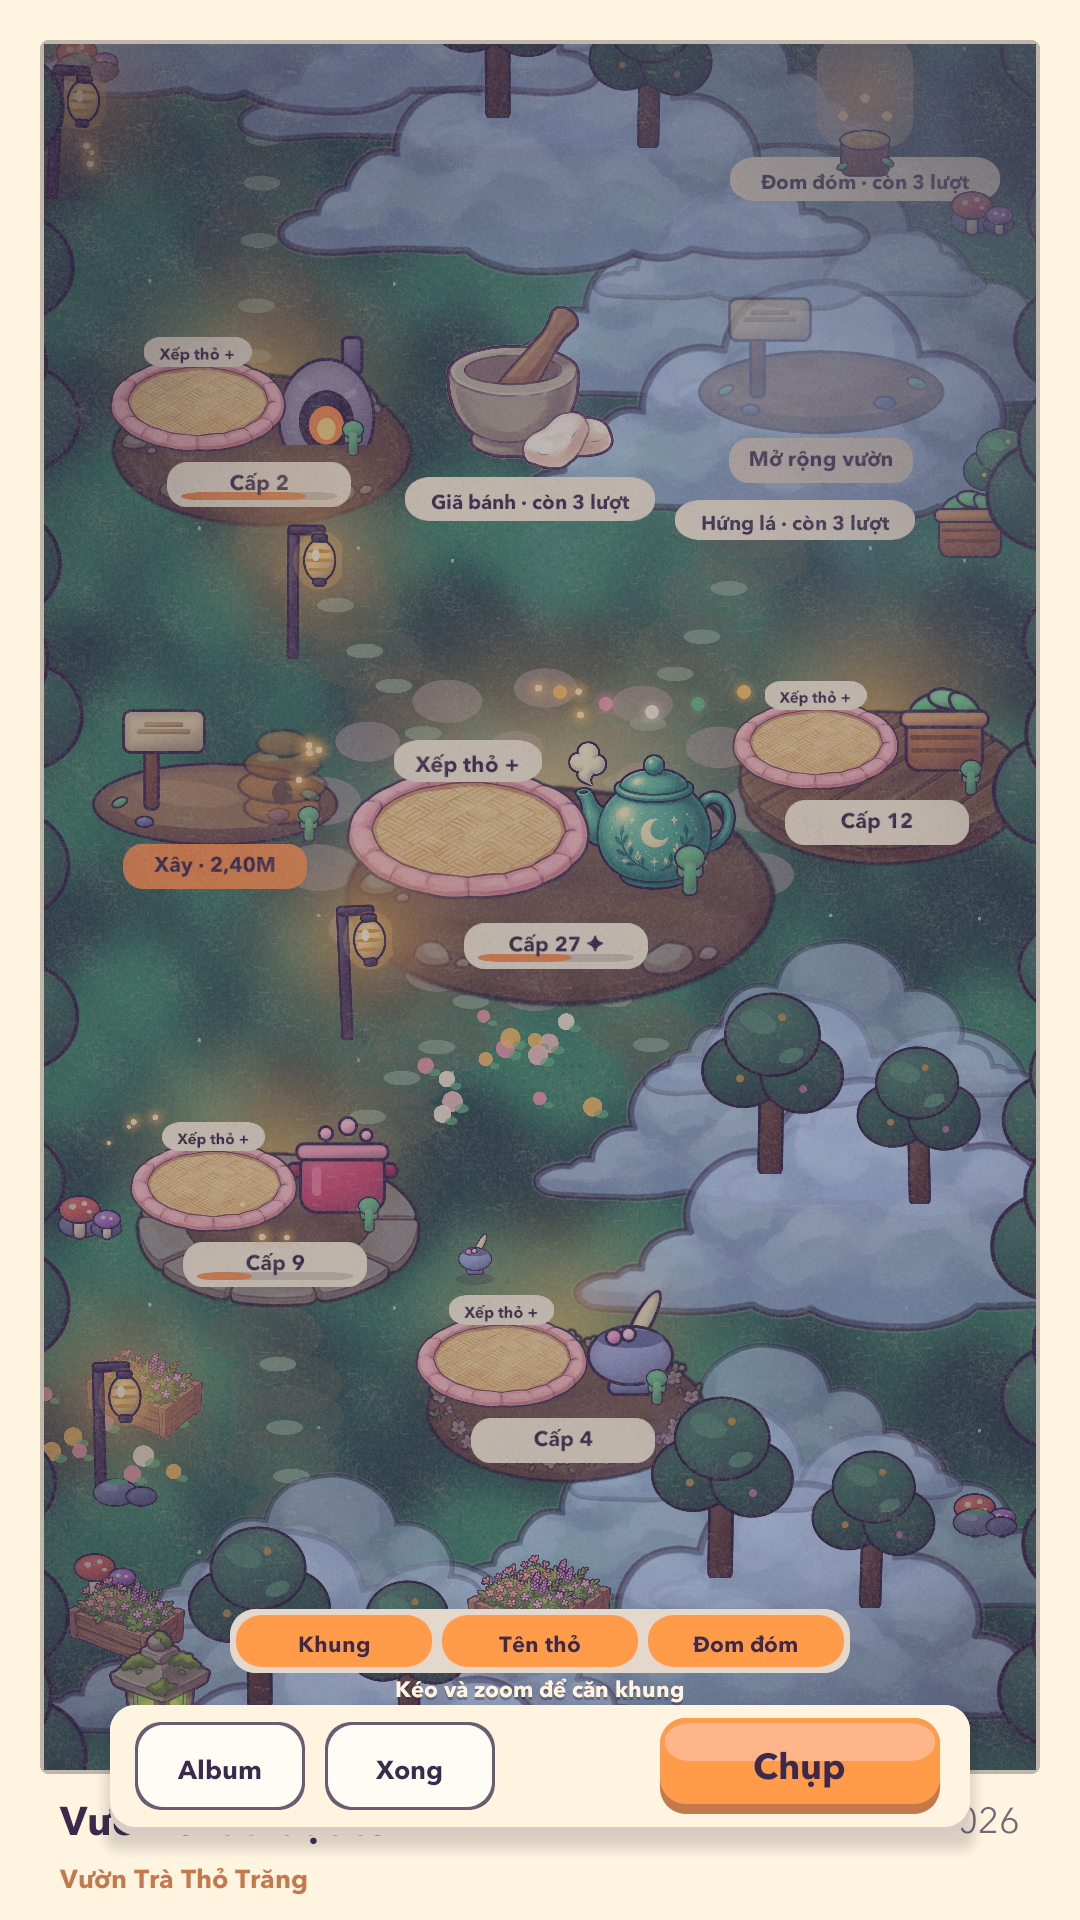 Đom đóm · còn 3 lượt
Xếp thỏ +
Cấp 2
Giã bánh · còn 3 lượt
Mở rộng vườn
Hứng lá · còn 3 lượt
Xếp thỏ +
Xếp thỏ +
Cấp 12
Xây · 2,40M
Cấp 27 ✦
Xếp thỏ +
Cấp 9
Xếp thỏ +
Cấp 4
Khung
Tên thỏ
Đom đóm
Kéo và zoom để căn khung
Album
Xong
Chụp
Vườn Trà Thỏ Trăng